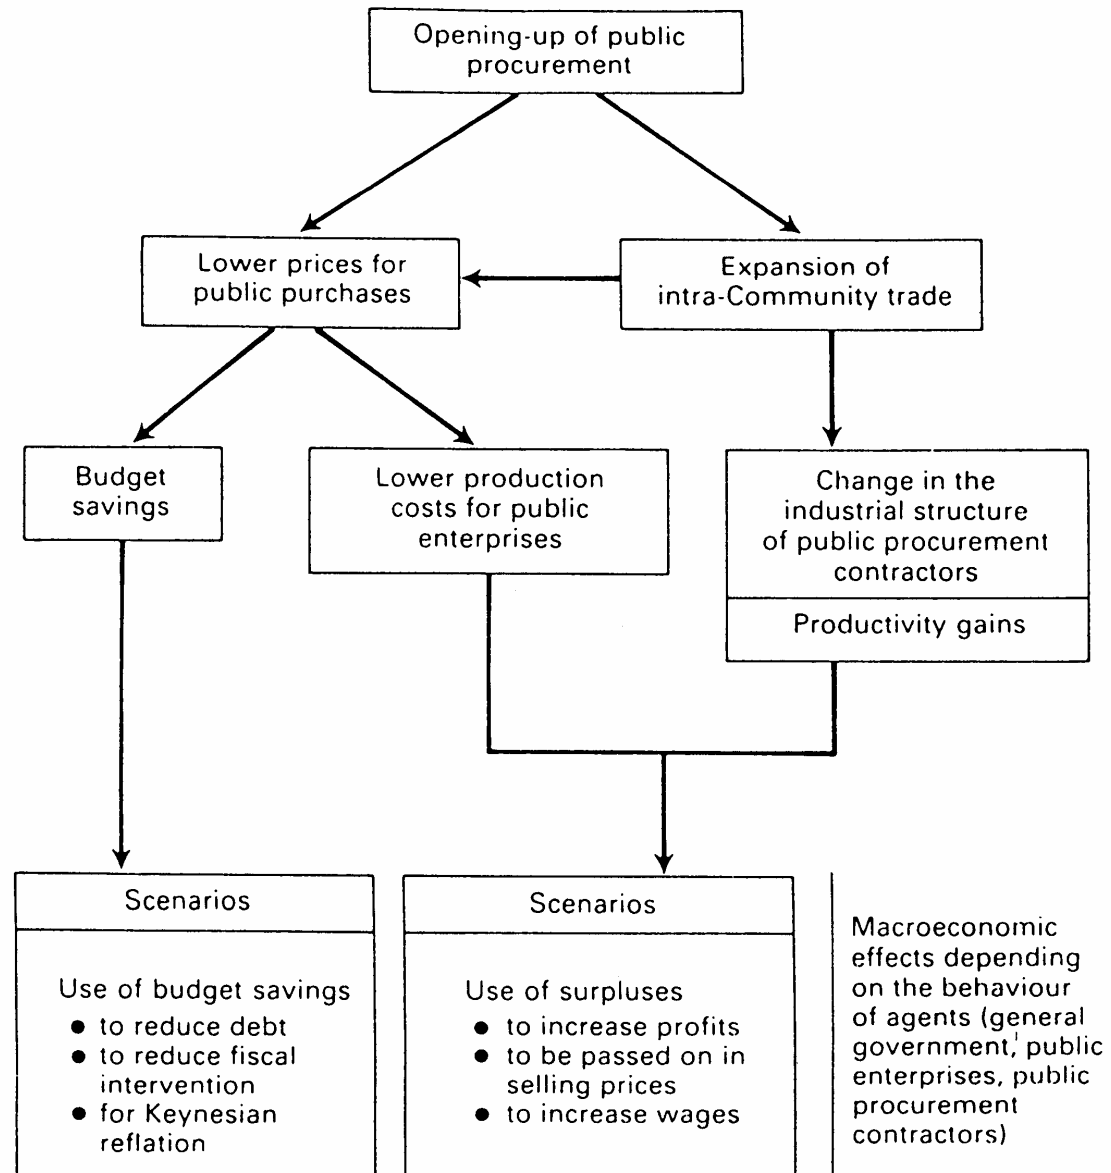 Opening-up of public
procurement
Lower prices for
public purchases
Expansion of
intra-Community trade
Budget
savings
Lower production
costs for public
enterprises
Change in the
industrial structure
of public procurement
contractors
Productivity gains
Scenarios
Use of budget savings
● to reduce debt
● to reduce fiscal
intervention
● for Keynesian
reflation
Scenarios
Use of surpluses
● to increase profits
● to be passed on in
selling prices
● to increase wages
Macroeconomic
effects depending
on the behaviour
of agents (general
government, public
enterprises, public
procurement
contractors)